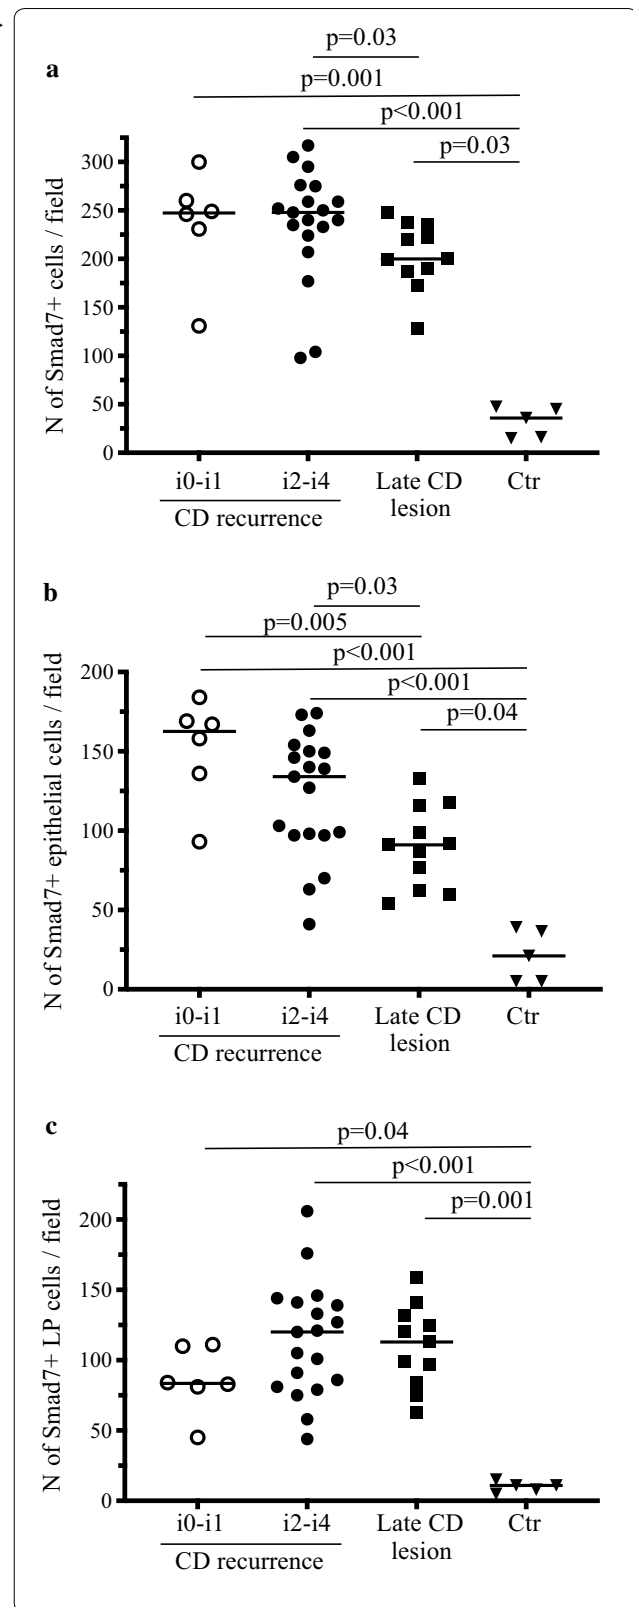 p=0.03
a
p=0.001
p<0.001
p=0.03
N of Smad7+ cells / field
300
250
200
150
100
50
0
i0-i1 i2-i4 Late CD Ctr
lesion
CD recurrence
b
p=0.03
p=0.005
p<0.001
p<0.001
p=0.04
N of Smad7+ epithelial cells / field
200
150
100
50
0
i0-i1 i2-i4 Late CD Ctr
lesion
CD recurrence
c
p=0.04
p<0.001
p=0.001
N of Smad7+ LP cells / field
200
150
100
50
0
i0-i1 i2-i4 Late CD Ctr
lesion
CD recurrence